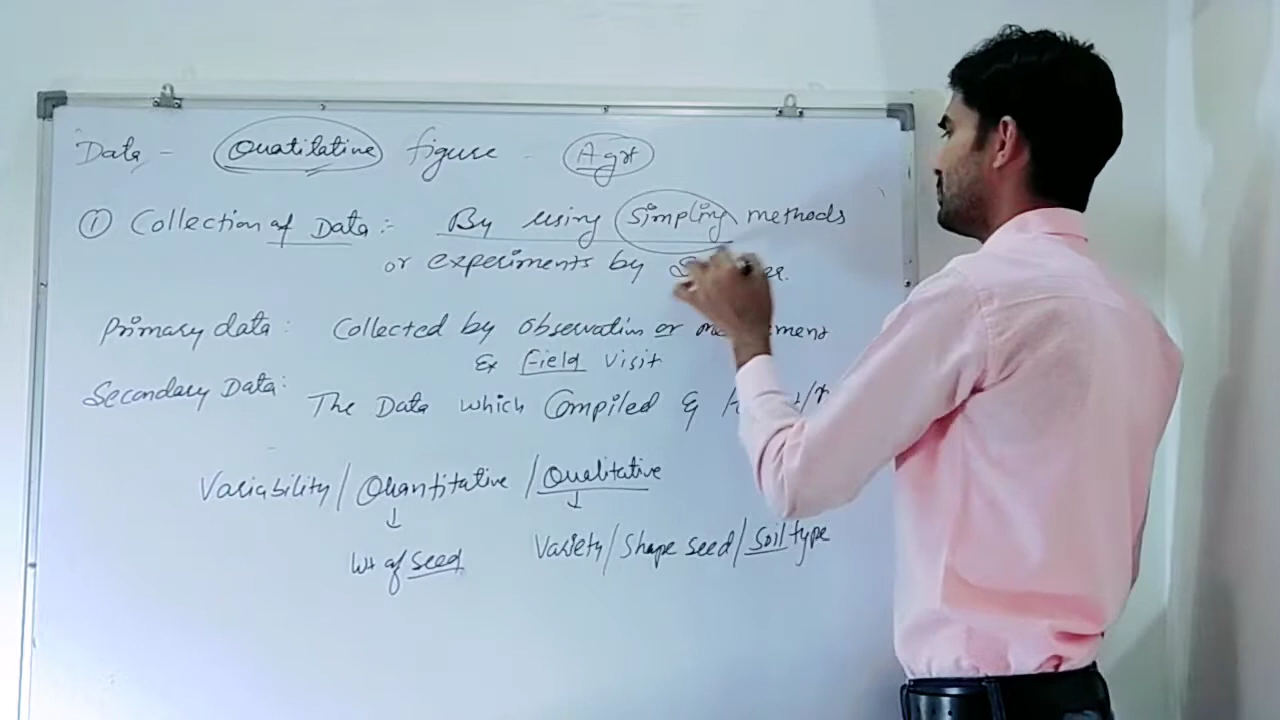 Data - Quatilative figure - Agr
① Collection of Data :- By using Simpling methods
or experiments by
Primary data : Collected by observation or
Ex Field visit
Secondary Data : The Data which Compiled &
Variability / Quantitative / Qualitative
↓ ↓
Wt of Seed Variety / Shape seed / Soil type